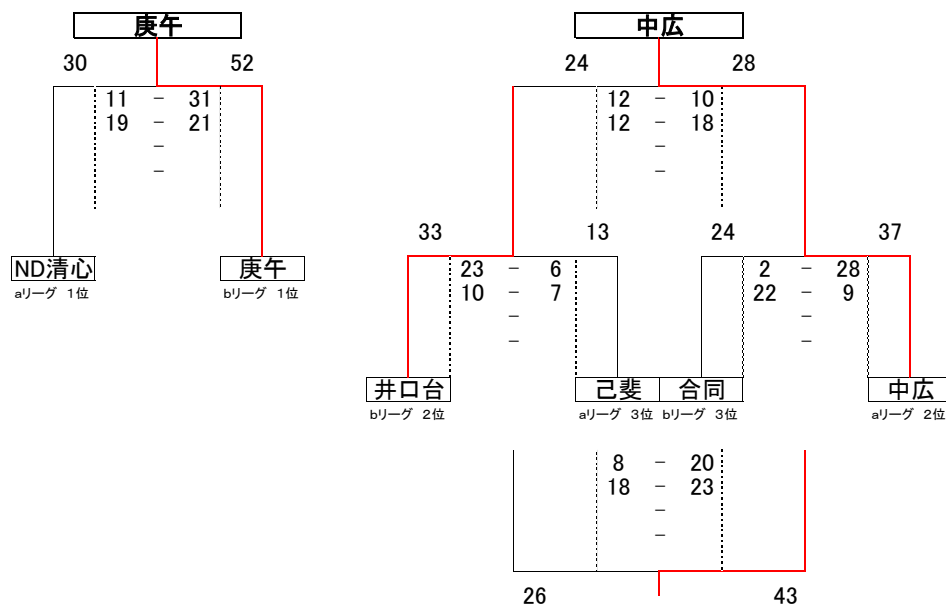 庚午
30 52
11 - 31
19 - 21
-
-
ND清心 庚午
aリーグ 1位 bリーグ 1位
中広
24 28
12 - 10
12 - 18
-
-
33 13 24 37
23 - 6 2 - 28
10 - 7 22 - 9
- -
- -
井口台 己斐 合同 中広
bリーグ 2位 aリーグ 3位 bリーグ 3位 aリーグ 2位
8 - 20
18 - 23
-
-
26 43